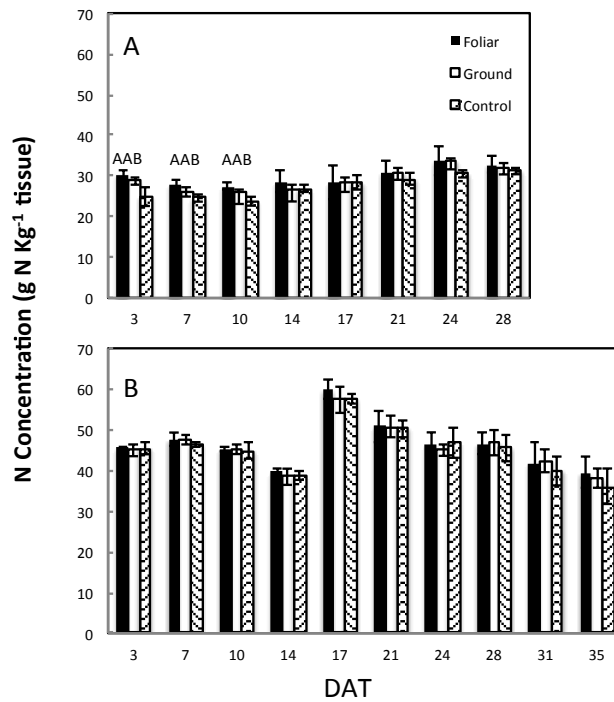 N Concentration (g N Kg⁻¹ tissue)
70
60
50
40
30
20
10
0
A
Foliar
Ground
Control
AAB
AAB
AAB
3 7 10 14 17 21 24 28
70
60
50
40
30
20
10
0
B
3 7 10 14 17 21 24 28 31 35
DAT